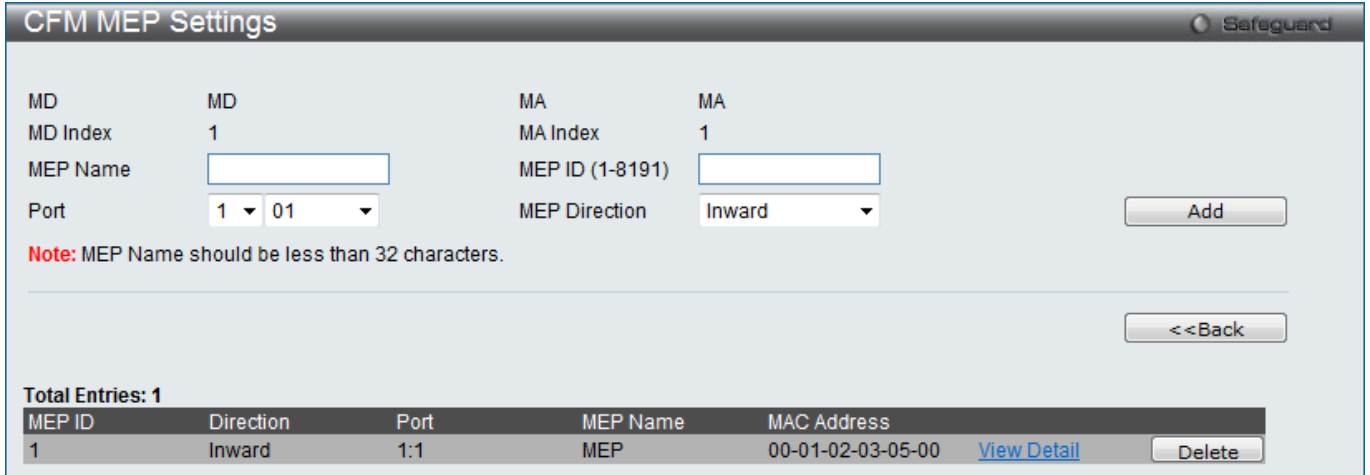 CFM MEP Settings Safeguard
MD MD MA MA
MD Index 1 MA Index 1
MEP Name MEP ID (1-8191)
Port 1 01 MEP Direction Inward Add
Note: MEP Name should be less than 32 characters.
<<Back
Total Entries: 1
MEP ID Direction Port MEP Name MAC Address
1 Inward 1:1 MEP 00-01-02-03-05-00 View Detail Delete